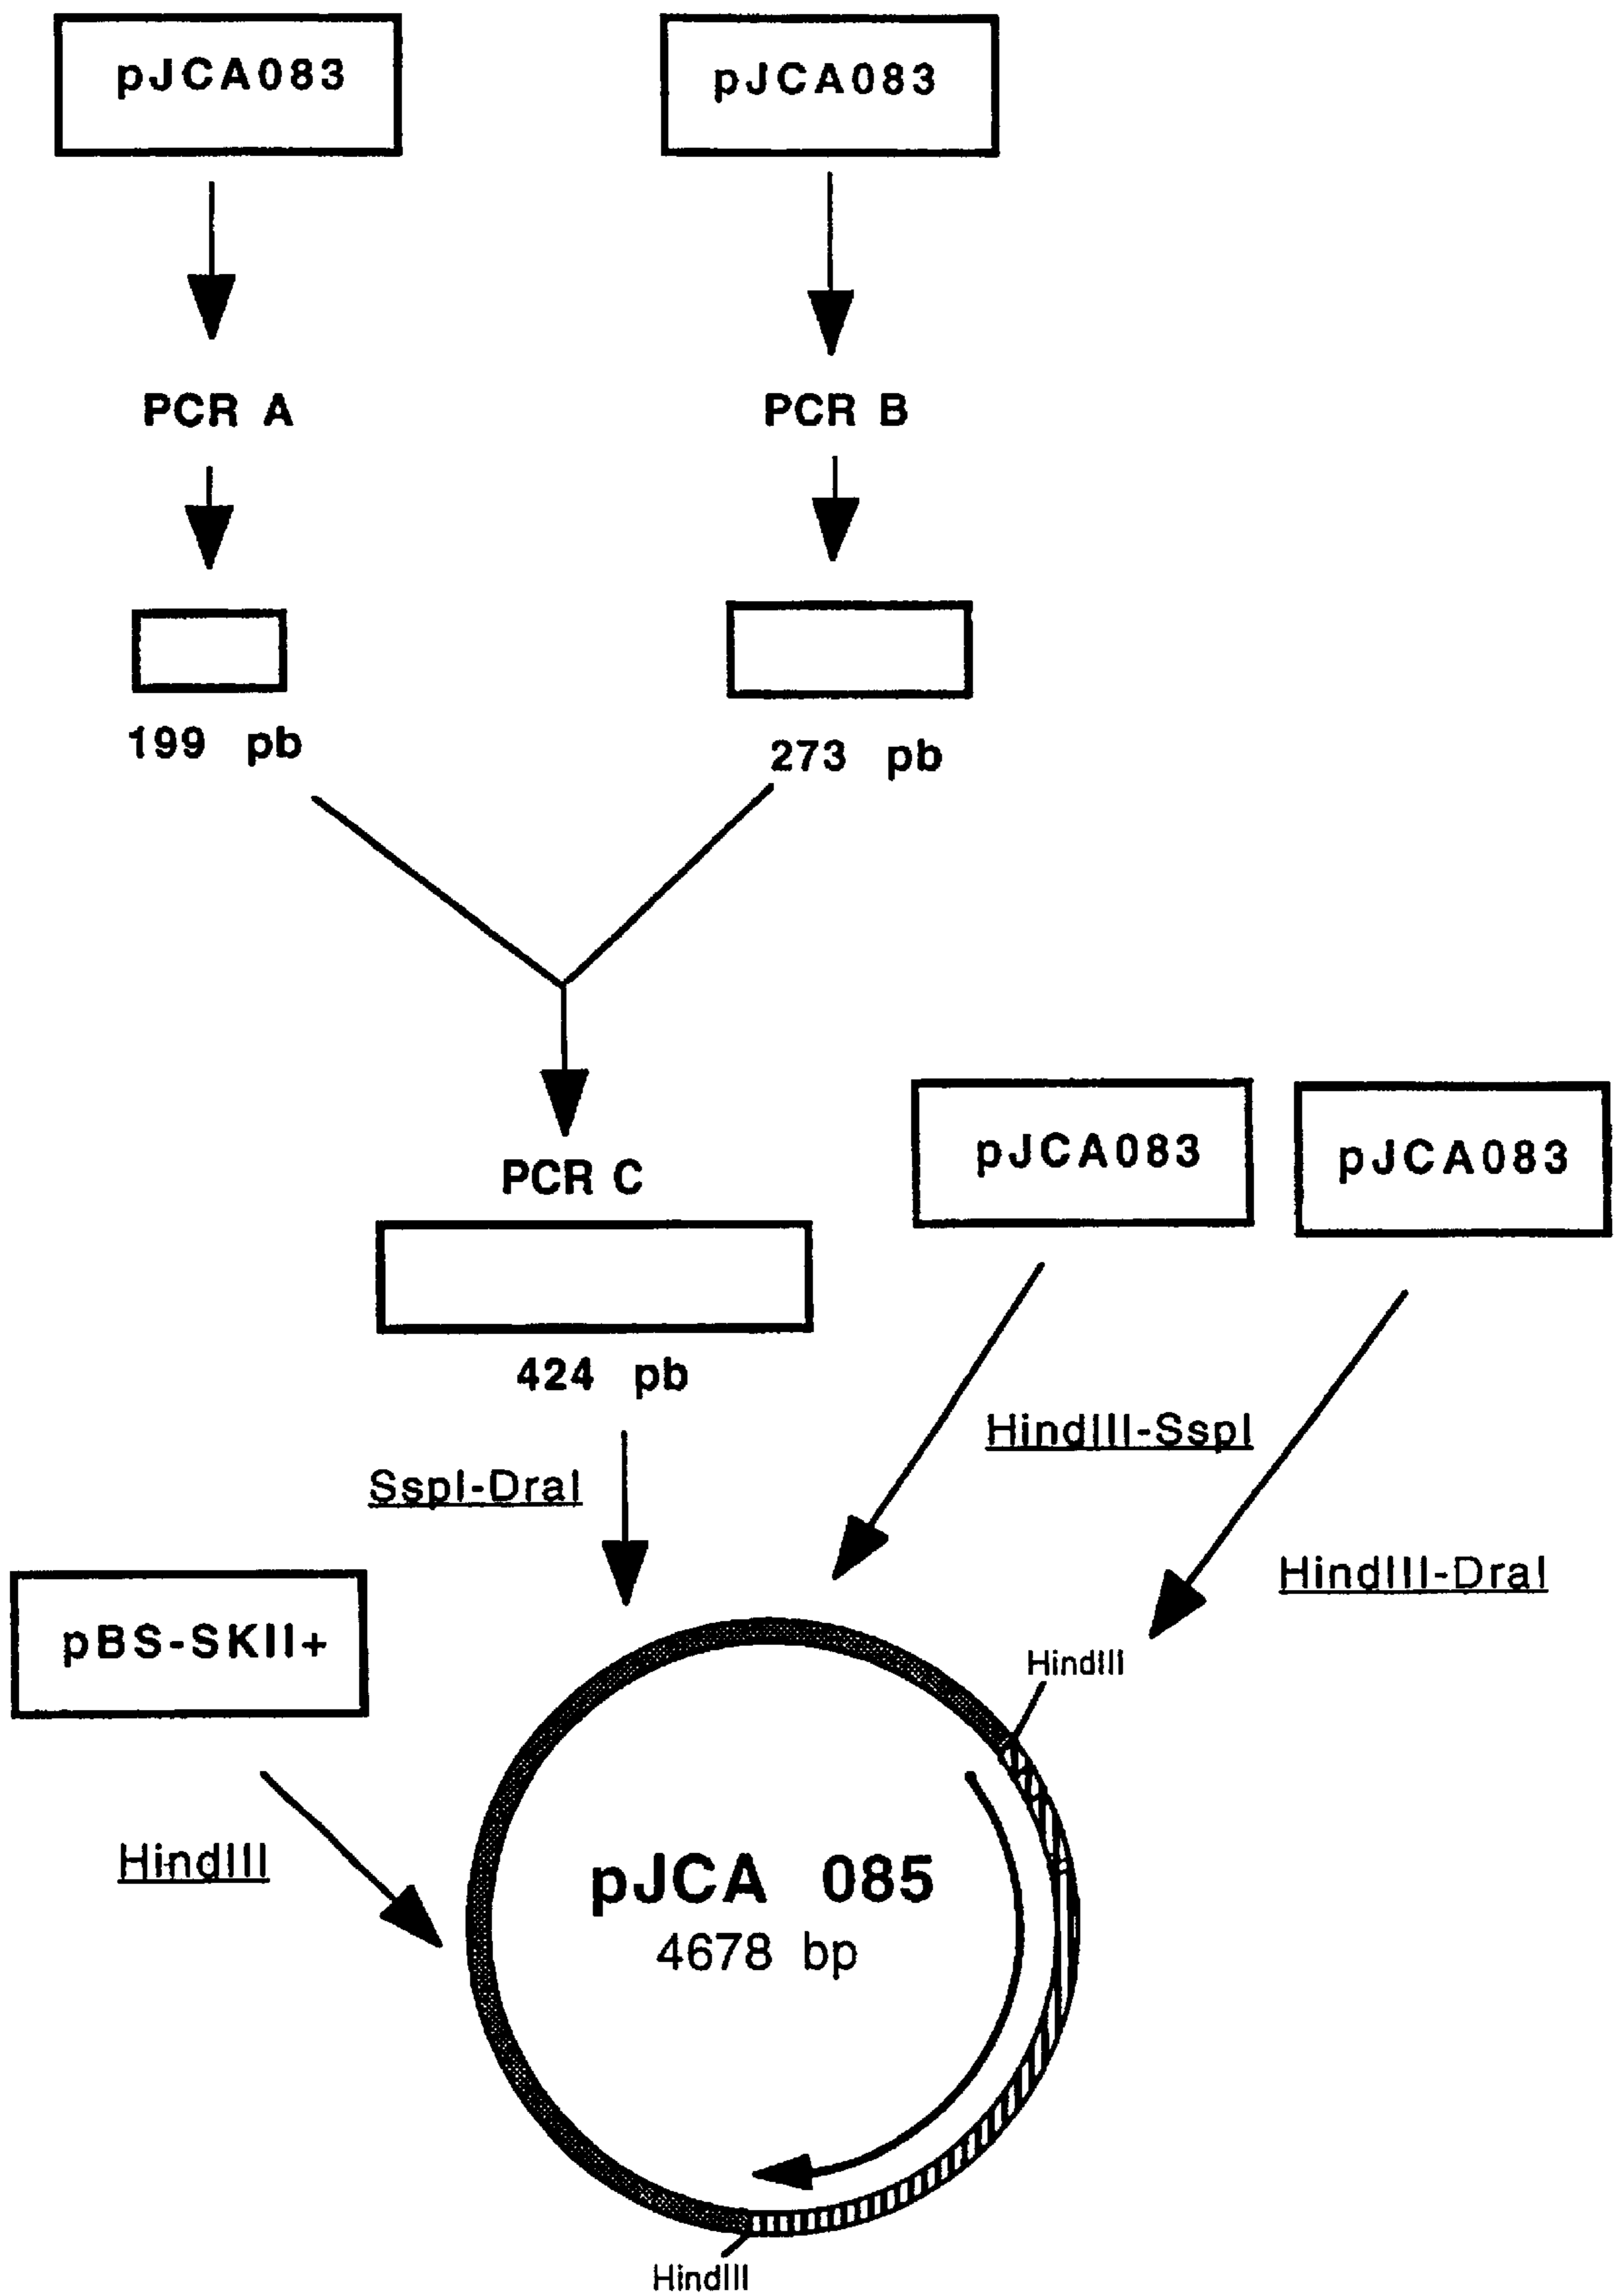 pJCA083
pJCA083
PCR A
PCR B
199 pb
273 pb
PCR C
pJCA083
pJCA083
424 pb
HindIII-SspI
SspI-DraI
HindIII-DraI
pBS-SKII+
HindIII
HindIII
pJCA 085
4678 bp
HindIII